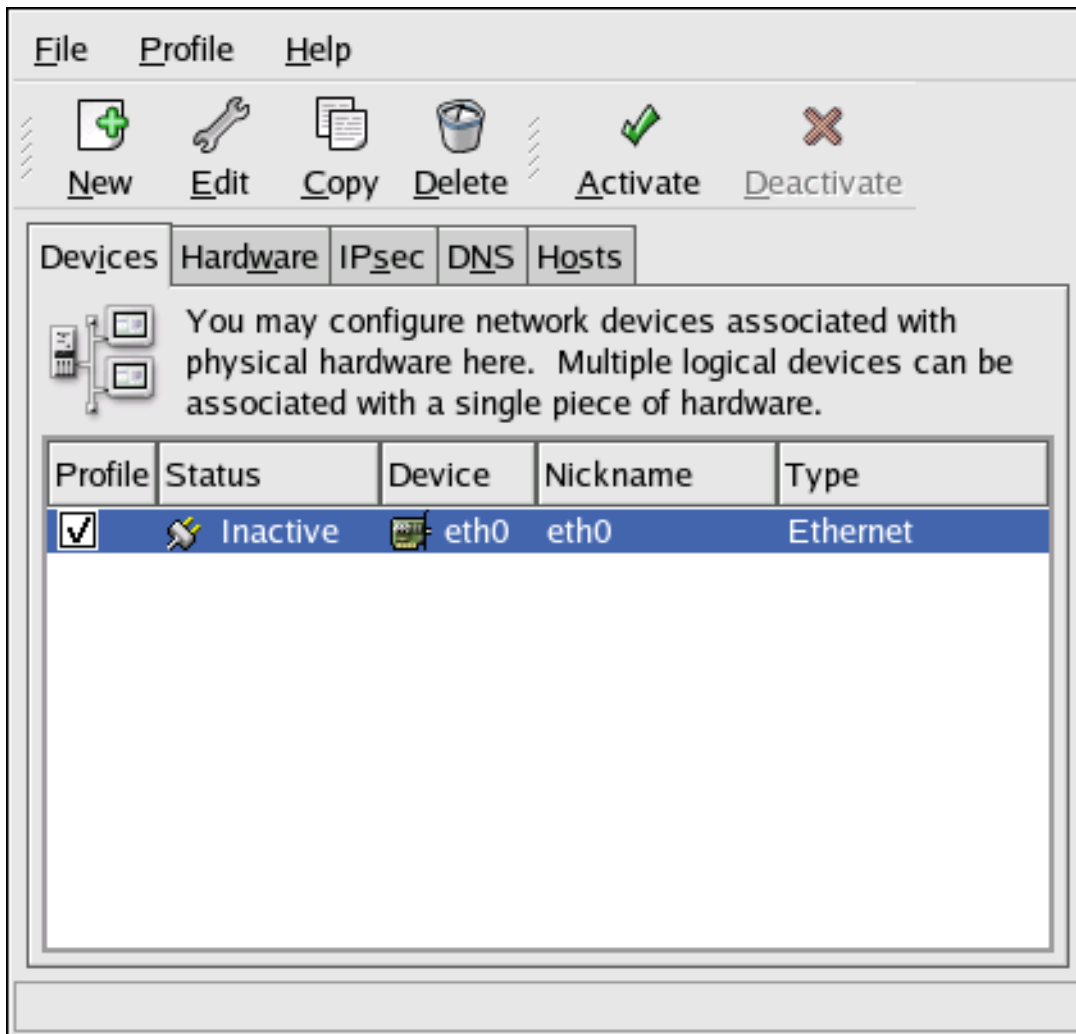 File Profile Help
New Edit Copy Delete Activate Deactivate
Devices Hardware IPsec DNS Hosts
You may configure network devices associated with
physical hardware here.  Multiple logical devices can be
associated with a single piece of hardware.
Profile Status Device Nickname Type
Inactive eth0 eth0 Ethernet